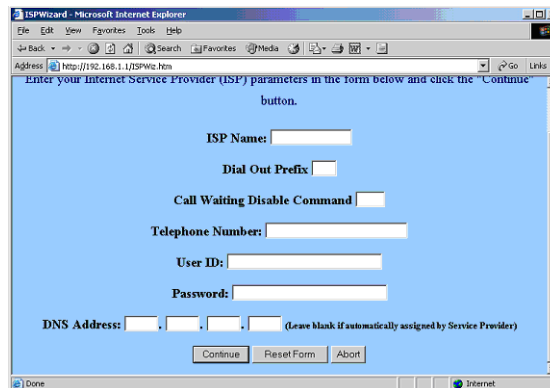 ISPWizard - Microsoft Internet Explorer
File Edit View Favorites Tools Help
Back Search Favorites Media
Address http://192.168.1.1/ISPWiz.htm Go Links
Enter your Internet Service Provider (ISP) parameters in the form below and click the "Continue"
button.
ISP Name:
Dial Out Prefix
Call Waiting Disable Command
Telephone Number:
User ID:
Password:
DNS Address: . . . (Leave blank if automatically assigned by Service Provider)
Continue Reset Form Abort
Done Internet